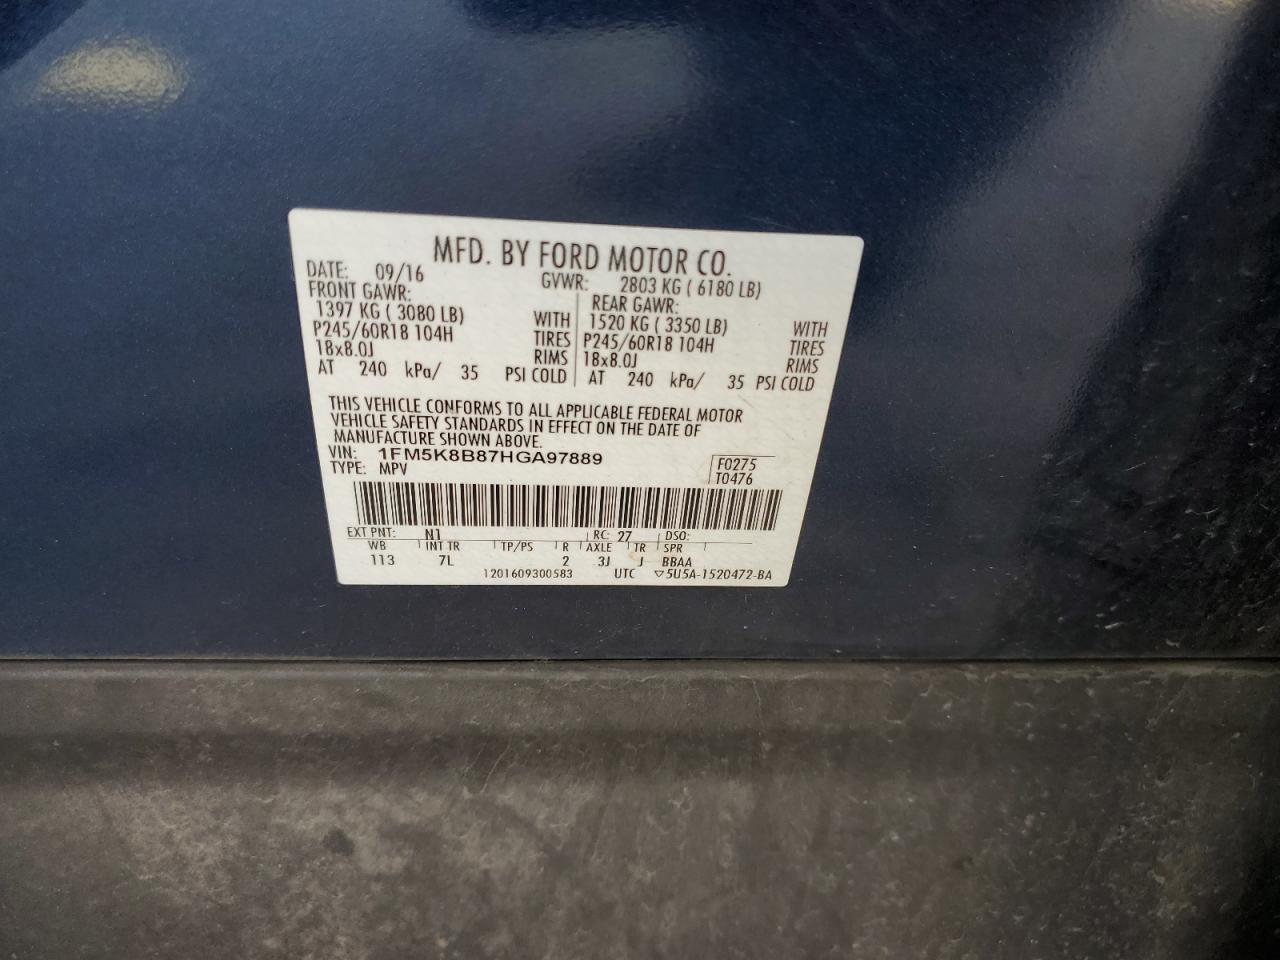 MFD. BY FORD MOTOR CO.
DATE: 09/16 GVWR: 2803 KG ( 6180 LB)
FRONT GAWR: REAR GAWR:
1397 KG ( 3080 LB) WITH 1520 KG ( 3350 LB) WITH
P245/60R18 104H TIRES P245/60R18 104H TIRES
18x8.0J RIMS 18x8.0J RIMS
AT 240 kPa/ 35 PSI COLD AT 240 kPa/ 35 PSI COLD
THIS VEHICLE CONFORMS TO ALL APPLICABLE FEDERAL MOTOR
VEHICLE SAFETY STANDARDS IN EFFECT ON THE DATE OF
MANUFACTURE SHOWN ABOVE.
VIN: 1FM5K8B87HGA97889 F0275
TYPE: MPV T0476
EXT PNT: N1 RC: 27 DSO:
WB INT TR TP/PS R AXLE TR SPR
113 7L 2 3J J BBAA
1201609300583 UTC ▽5U5A-1520472-BA